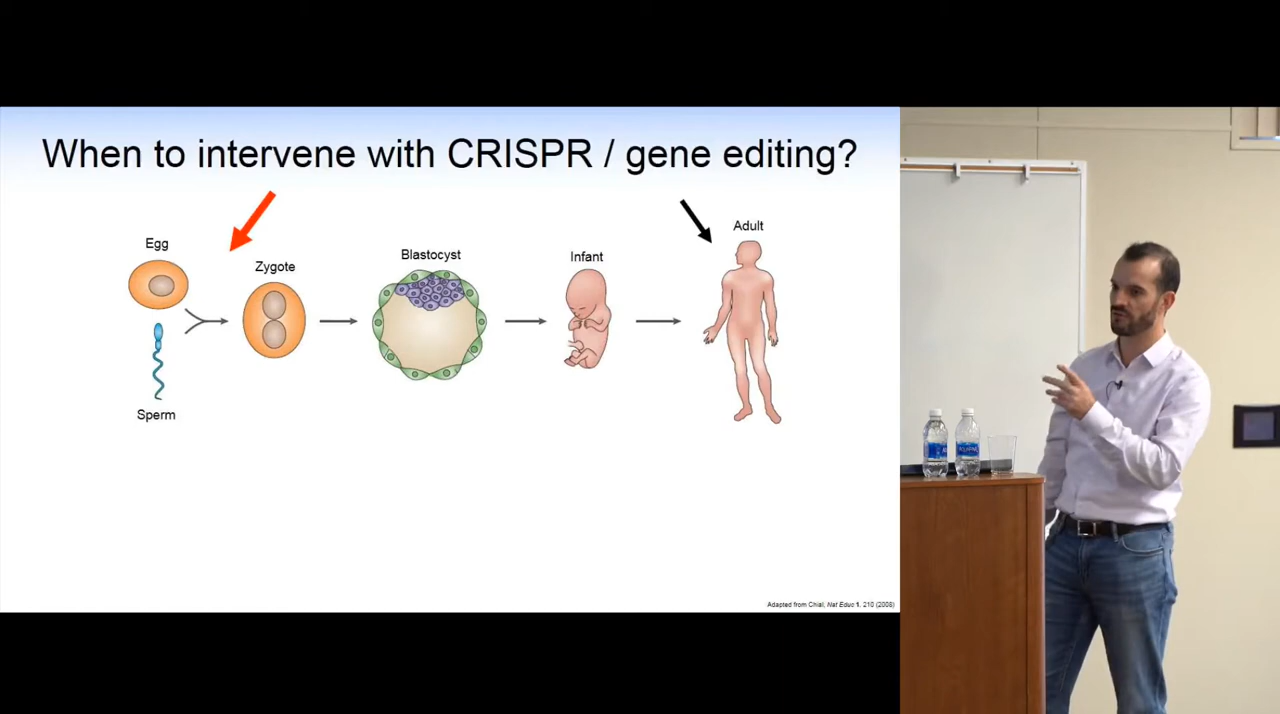 When to intervene with CRISPR / gene editing?
Egg
Zygote
Blastocyst
Infant
Adult
Sperm
Adapted from Chial, Nat Educ 1, 210 (2008)